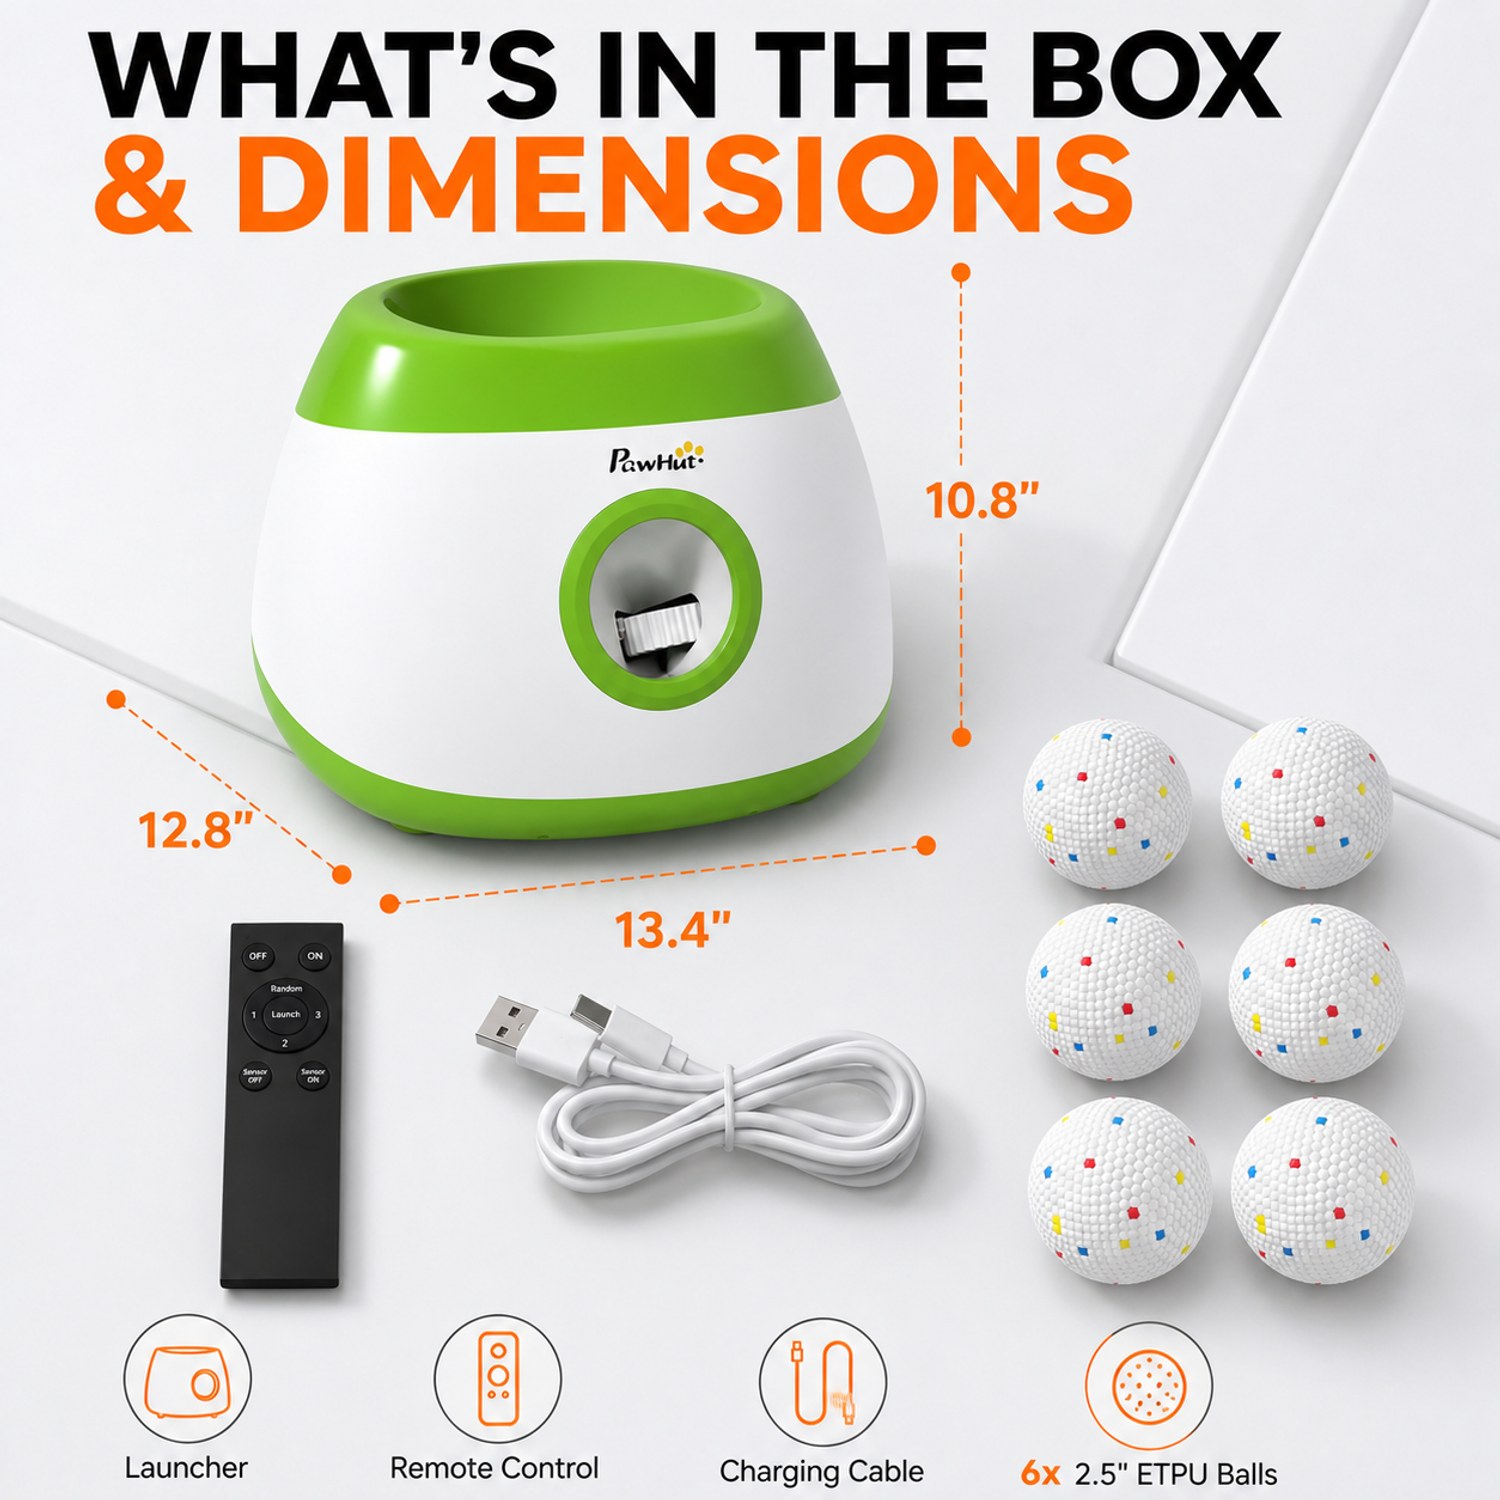 WHAT'S IN THE BOX
& DIMENSIONS
PawHut
10.8"
12.8"
13.4"
OFF ON
Random
1 Launch 3
2
Sensor OFF
Sensor ON
Launcher
Remote Control
Charging Cable
6x 2.5" ETPU Balls